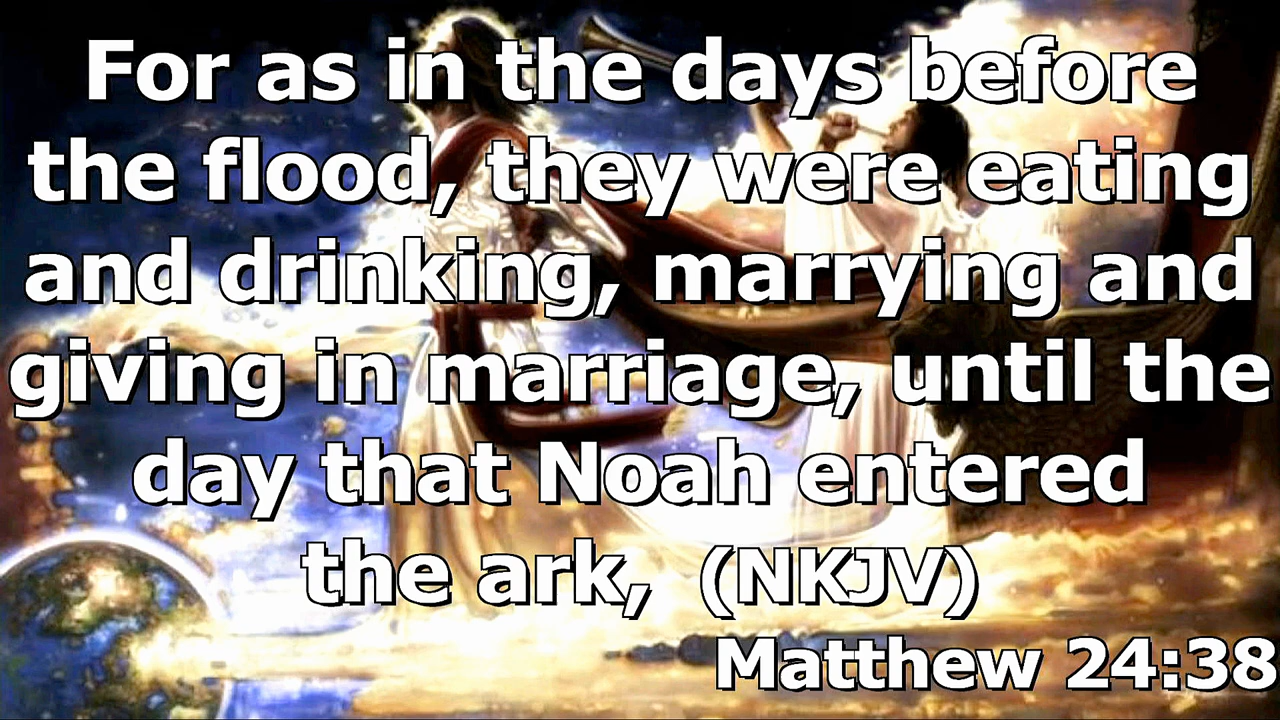 For as in the days before
the flood, they were eating
and drinking, marrying and
giving in marriage, until the
day that Noah entered
the ark, (NKJV)
Matthew 24:38